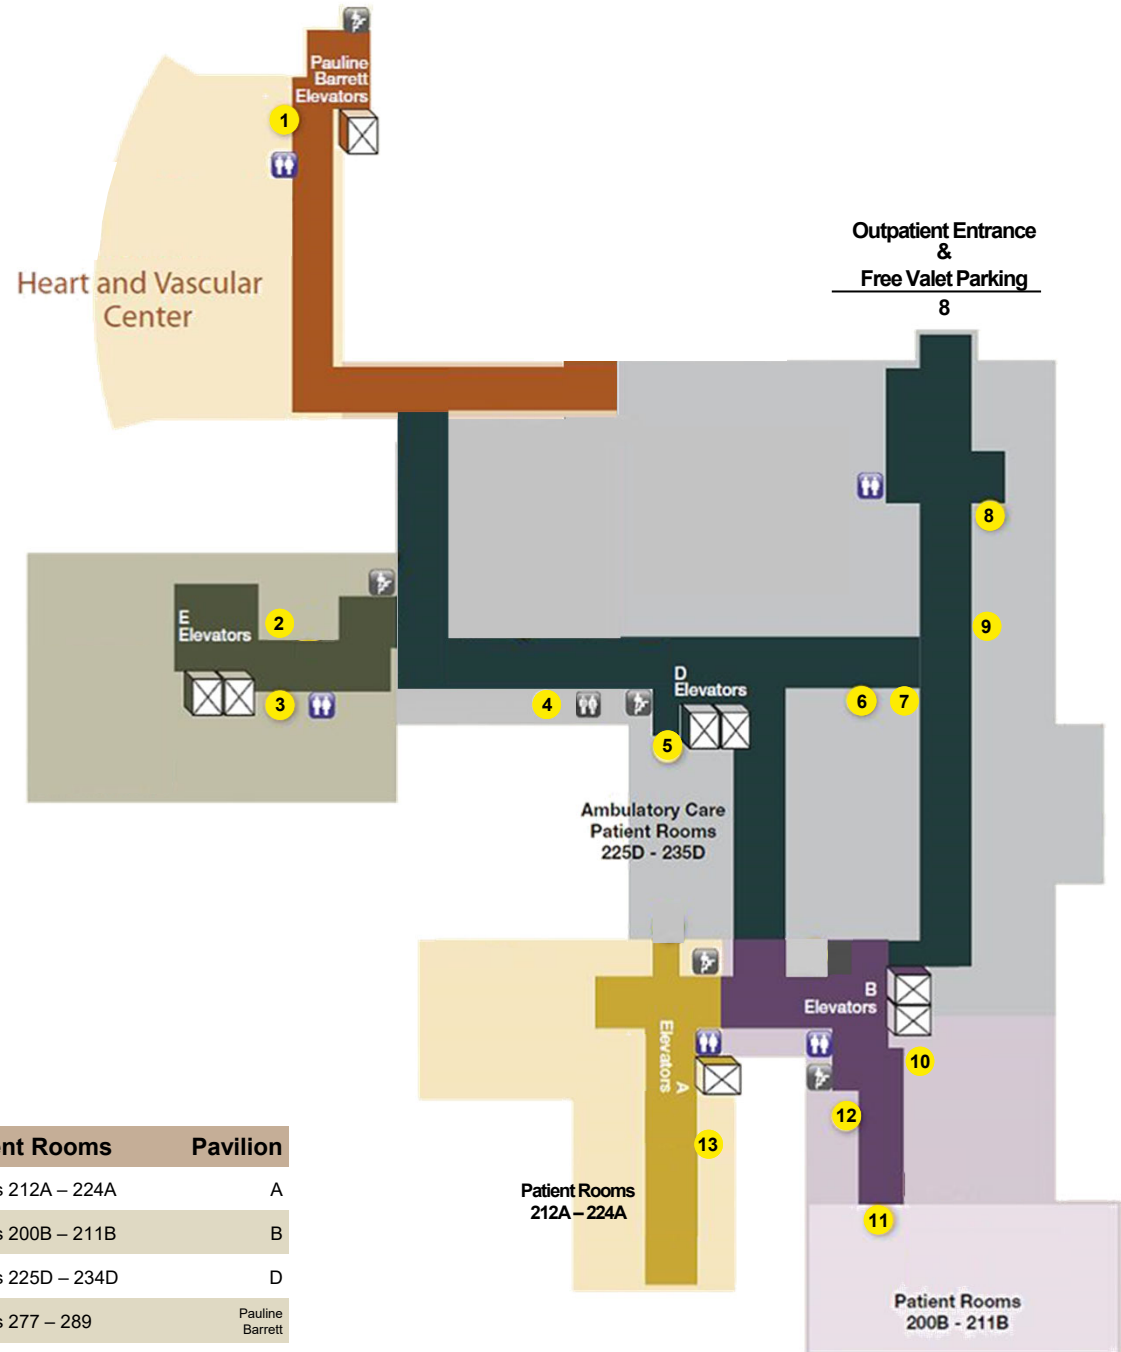 Pauline
Barrett
Elevators
1
Heart and Vascular
Center
Outpatient Entrance
&
Free Valet Parking
8
8
E
Elevators
2
9
3
D
Elevators
4
5
6
7
Ambulatory Care
Patient Rooms
225D - 235D
B
Elevators
A
Elevators
10
12
13
Patient Rooms
212A – 224A
11
Patient Rooms
200B - 211B
ent Rooms Pavilion
s 212A – 224A A
s 200B – 211B B
s 225D – 234D D
s 277 – 289 Pauline
Barrett